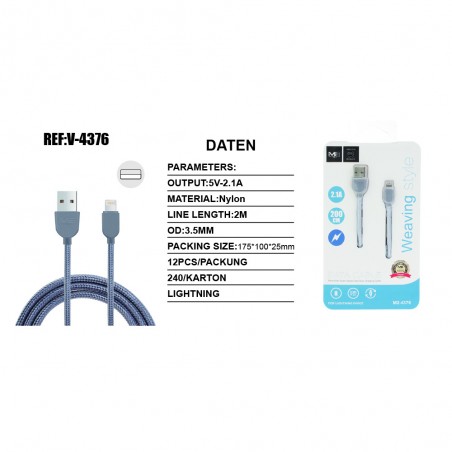 REF:V-4376
DATEN
PARAMETERS:
OUTPUT:5V-2.1A
MATERIAL:Nylon
LINE LENGTH:2M
OD:3.5MM
PACKING SIZE:175*100*25mm
12PCS/PACKUNG
240/KARTON
LIGHTNING
2.1A
200
Weaving style